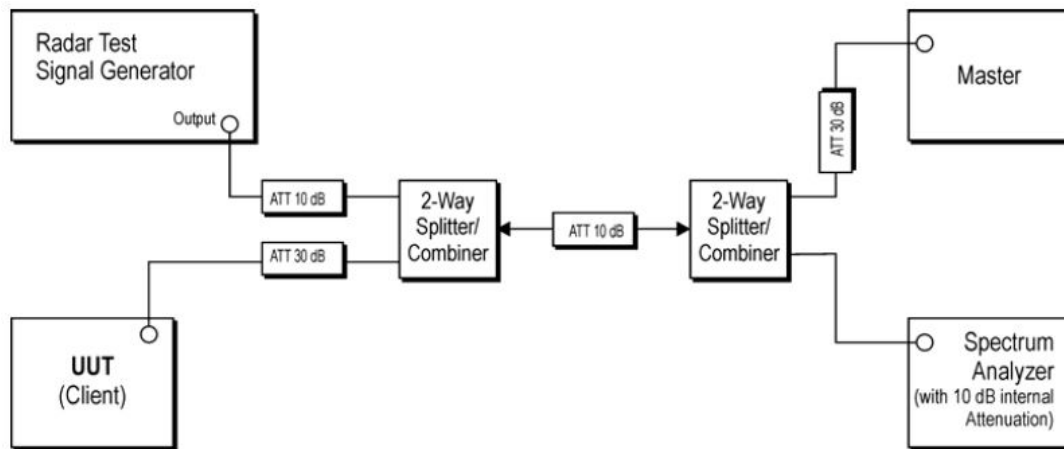 Radar Test
Signal Generator
Output
ATT 10 dB
ATT 30 dB
UUT
(Client)
2-Way
Splitter/
Combiner
ATT 10 dB
2-Way
Splitter/
Combiner
ATT 30 dB
Master
Spectrum
Analyzer
(with 10 dB internal
Attenuation)